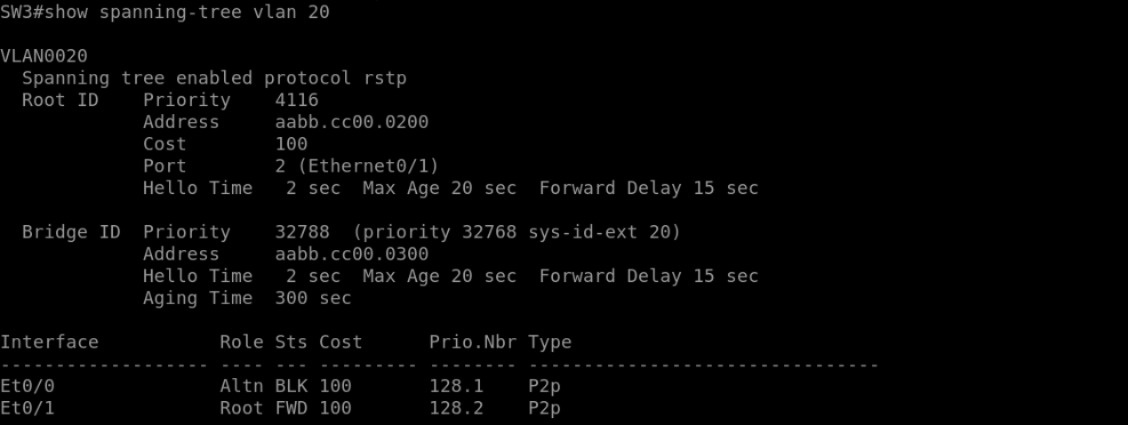 SW3#show spanning-tree vlan 20

VLAN0020
  Spanning tree enabled protocol rstp
  Root ID    Priority    4116
             Address     aabb.cc00.0200
             Cost        100
             Port        2 (Ethernet0/1)
             Hello Time   2 sec  Max Age 20 sec  Forward Delay 15 sec

  Bridge ID  Priority    32788  (priority 32768 sys-id-ext 20)
             Address     aabb.cc00.0300
             Hello Time   2 sec  Max Age 20 sec  Forward Delay 15 sec
             Aging Time  300 sec

Interface           Role Sts Cost      Prio.Nbr Type
------------------- ---- --- --------- -------- --------------------------------
Et0/0               Altn BLK 100       128.1    P2p
Et0/1               Root FWD 100       128.2    P2p